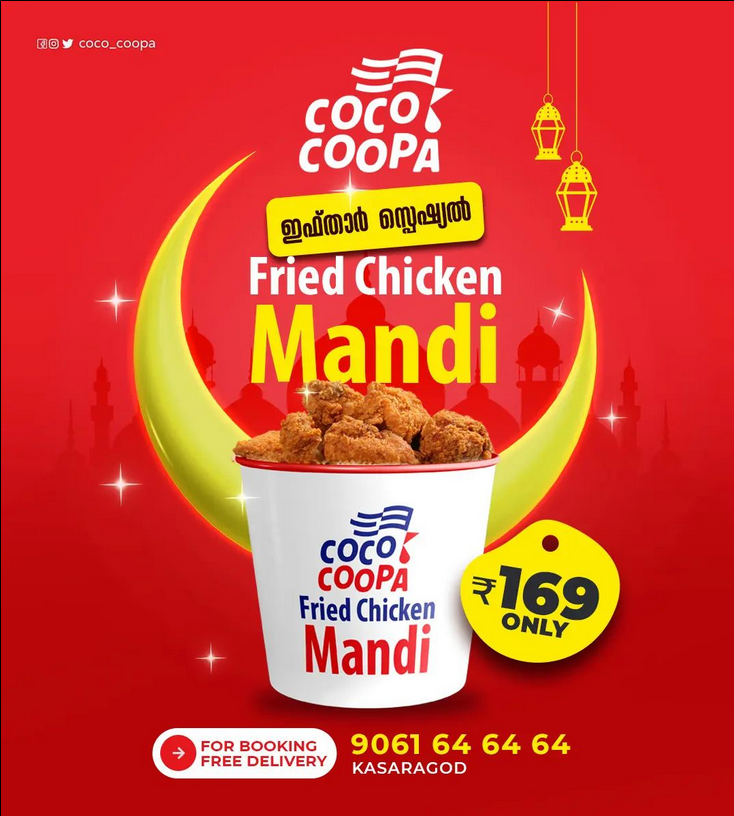 coco_coopa
COCO
COOPA
ഇഫ്താർ സ്പെഷ്യൽ
Fried Chicken
Mandi
COCO
COOPA
Fried Chicken
Mandi
₹169
ONLY
FOR BOOKING
FREE DELIVERY
9061 64 64 64
KASARAGOD